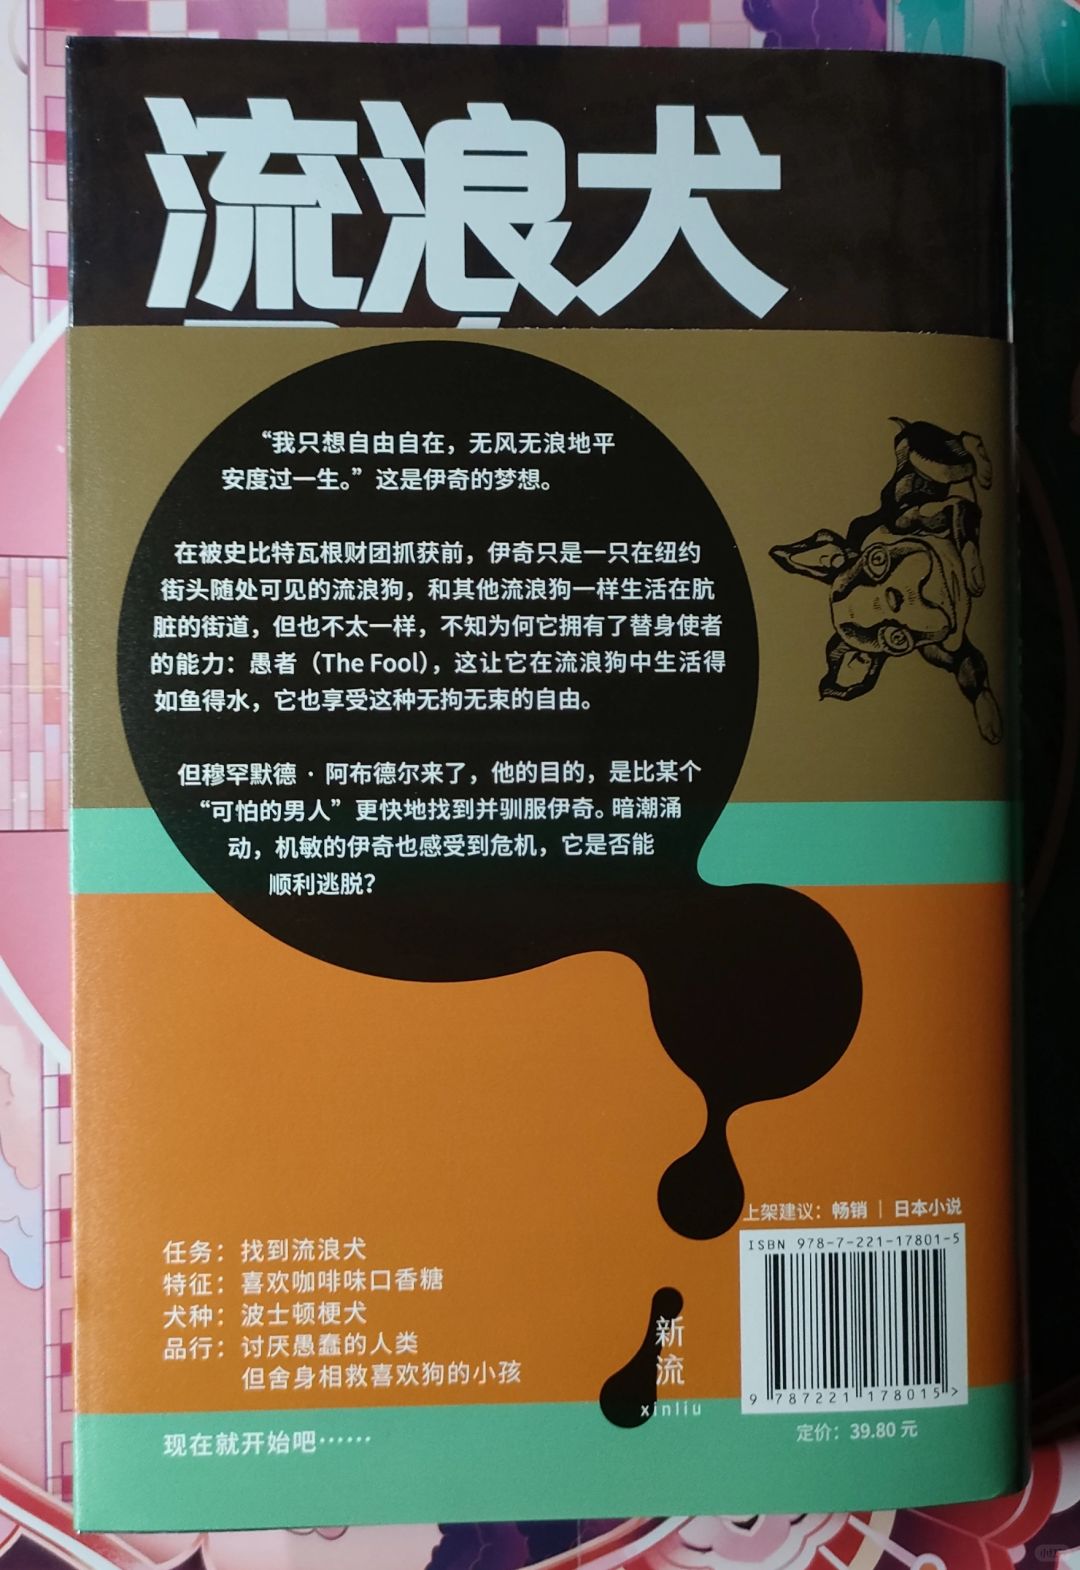 流浪犬
“我只想自由自在，无风无浪地平
安度过一生。”这是伊奇的梦想。
在被史比特瓦根财团抓获前，伊奇只是一只在纽约
街头随处可见的流浪狗，和其他流浪狗一样生活在肮
脏的街道，但也不太一样，不知为何它拥有了替身使者
的能力：愚者（The Fool），这让它在流浪狗中生活得
如鱼得水，它也享受这种无拘无束的自由。
但穆罕默德·阿布德尔来了，他的目的，是比某个
“可怕的男人”更快地找到并驯服伊奇。暗潮涌
动，机敏的伊奇也感受到危机，它是否能
顺利逃脱？
任务：找到流浪犬
特征：喜欢咖啡味口香糖
犬种：波士顿梗犬
品行：讨厌愚蠢的人类
但舍身相救喜欢狗的小孩
现在就开始吧……
新
流
xinliu
上架建议：畅销｜日本小说
ISBN 978-7-221-17801-5
9 787221 178015 >
定价：39.80 元